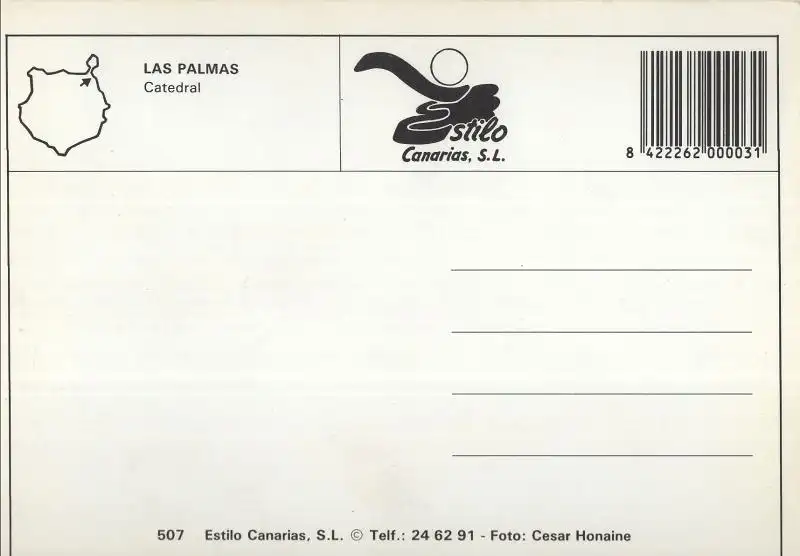 LAS PALMAS
Catedral
Estilo
Canarias, S.L.
8 422262 000031
507 Estilo Canarias, S.L. © Telf.: 24 62 91 - Foto: Cesar Honaine